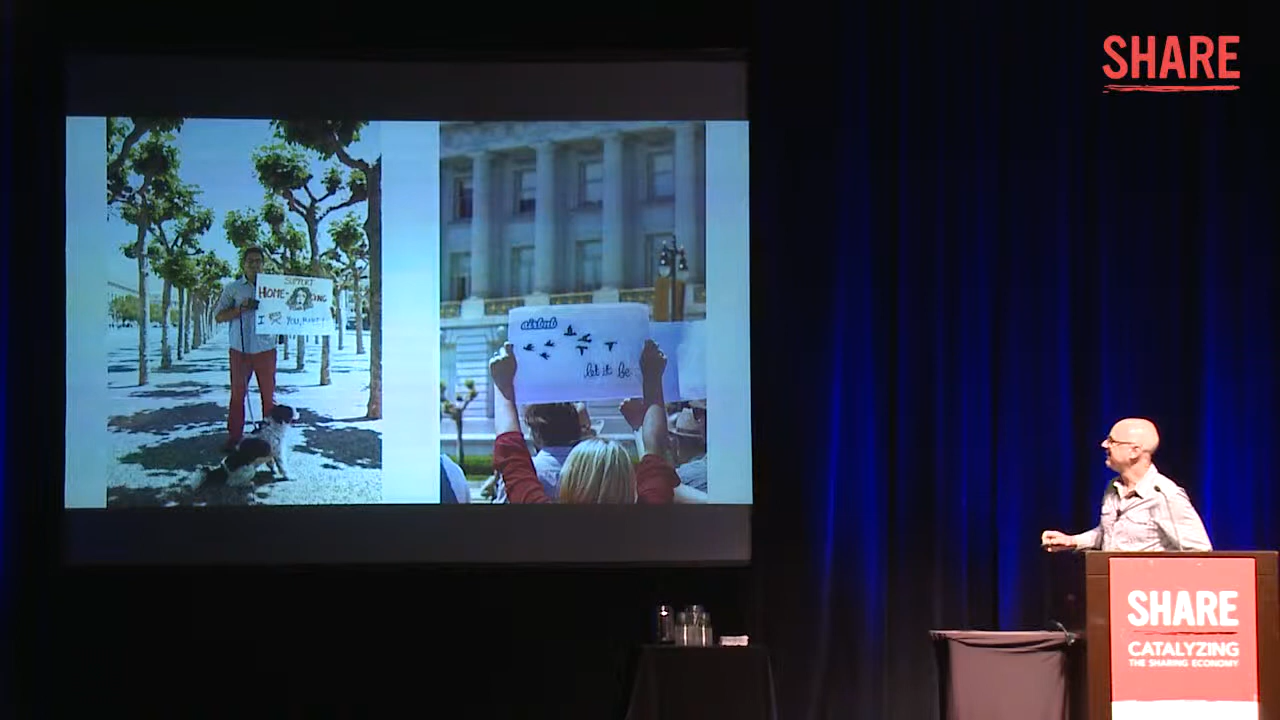 SHARE
SUPPORT
HOME-
I YOU,
airbnb
let it be
SHARE
CATALYZING
THE SHARING ECONOMY